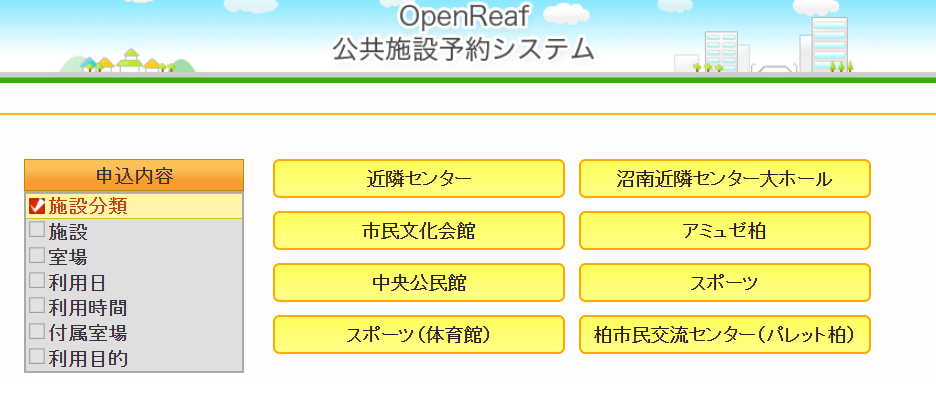 OpenReaf
公共施設予約システム
申込内容
施設分類
施設
室場
利用日
利用時間
付属室場
利用目的
近隣センター
沼南近隣センター大ホール
市民文化会館
アミュゼ柏
中央公民館
スポーツ
スポーツ（体育館）
柏市民交流センター（パレット柏）